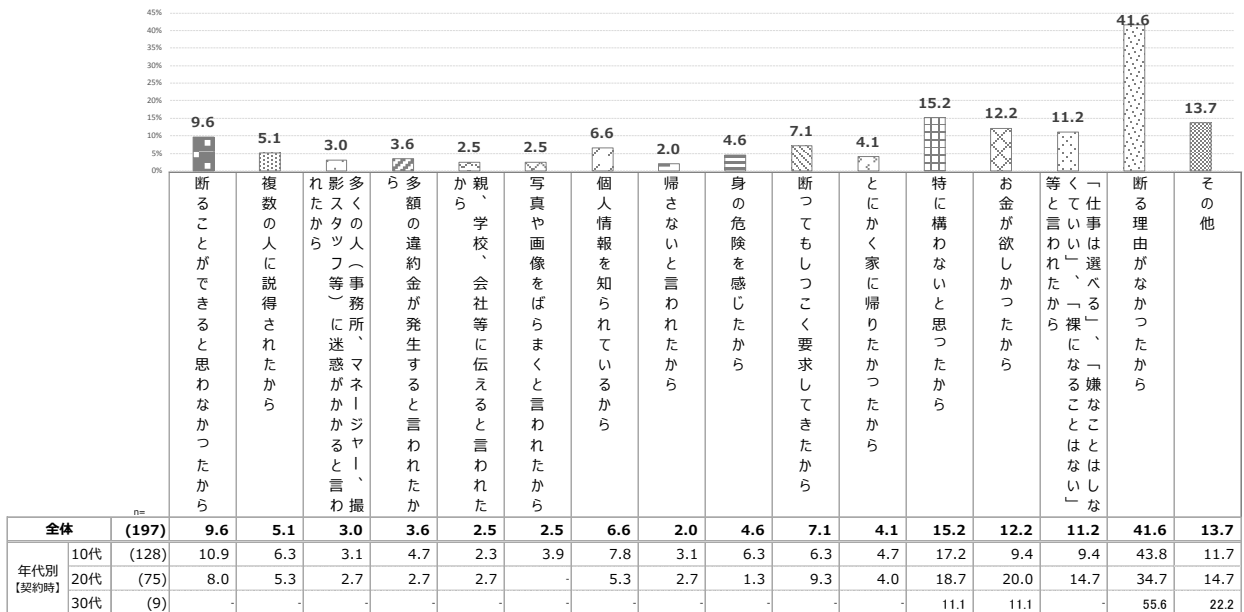 45%
40%
35%
30%
25%
20%
15%
10%
5%
0%
9.6
5.1
3.0
3.6
2.5
2.5
6.6
2.0
4.6
7.1
4.1
15.2
12.2
11.2
41.6
13.7
断ることができると思わなかったから
複数の人に説得されたから
多くの人（事務所、マネージャー、撮
影スタッフ等）に迷惑がかかると言わ
れたから
多額の違約金が発生すると言われたか
ら
親、学校、会社等に伝えると言われた
から
写真や画像をばらまくと言われたから
個人情報を知られているから
帰さないと言われたから
身の危険を感じたから
断ってもしつこく要求してきたから
とにかく家に帰りたかったから
特に構わないと思ったから
お金が欲しかったから
「仕事は選べる」、「嫌なことはしな
くていい」、「裸になることはない」
等と言われたから
断る理由がなかったから
その他
n=
全体 (197) 9.6 5.1 3.0 3.6 2.5 2.5 6.6 2.0 4.6 7.1 4.1 15.2 12.2 11.2 41.6 13.7
年代別
【契約時】
10代 (128) 10.9 6.3 3.1 4.7 2.3 3.9 7.8 3.1 6.3 6.3 4.7 17.2 9.4 9.4 43.8 11.7
20代 (75) 8.0 5.3 2.7 2.7 2.7 - 5.3 2.7 1.3 9.3 4.0 18.7 20.0 14.7 34.7 14.7
30代 (9) - - - - - - - - - - - 11.1 11.1 - 55.6 22.2